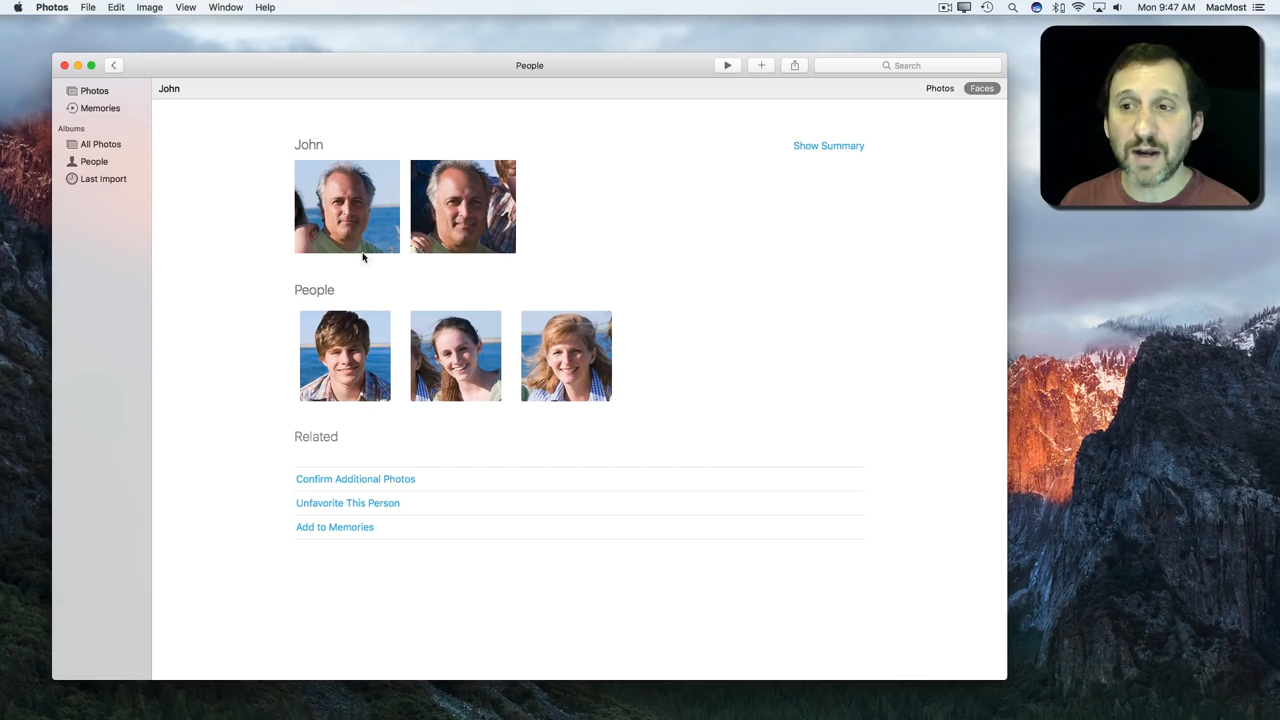 Photos File Edit Image View Window Help Mon 9:47 AM MacMost
People Search
John Photos Faces
Photos
Memories
Albums
All Photos
People
Last Import
John Show Summary
People
Related
Confirm Additional Photos
Unfavorite This Person
Add to Memories